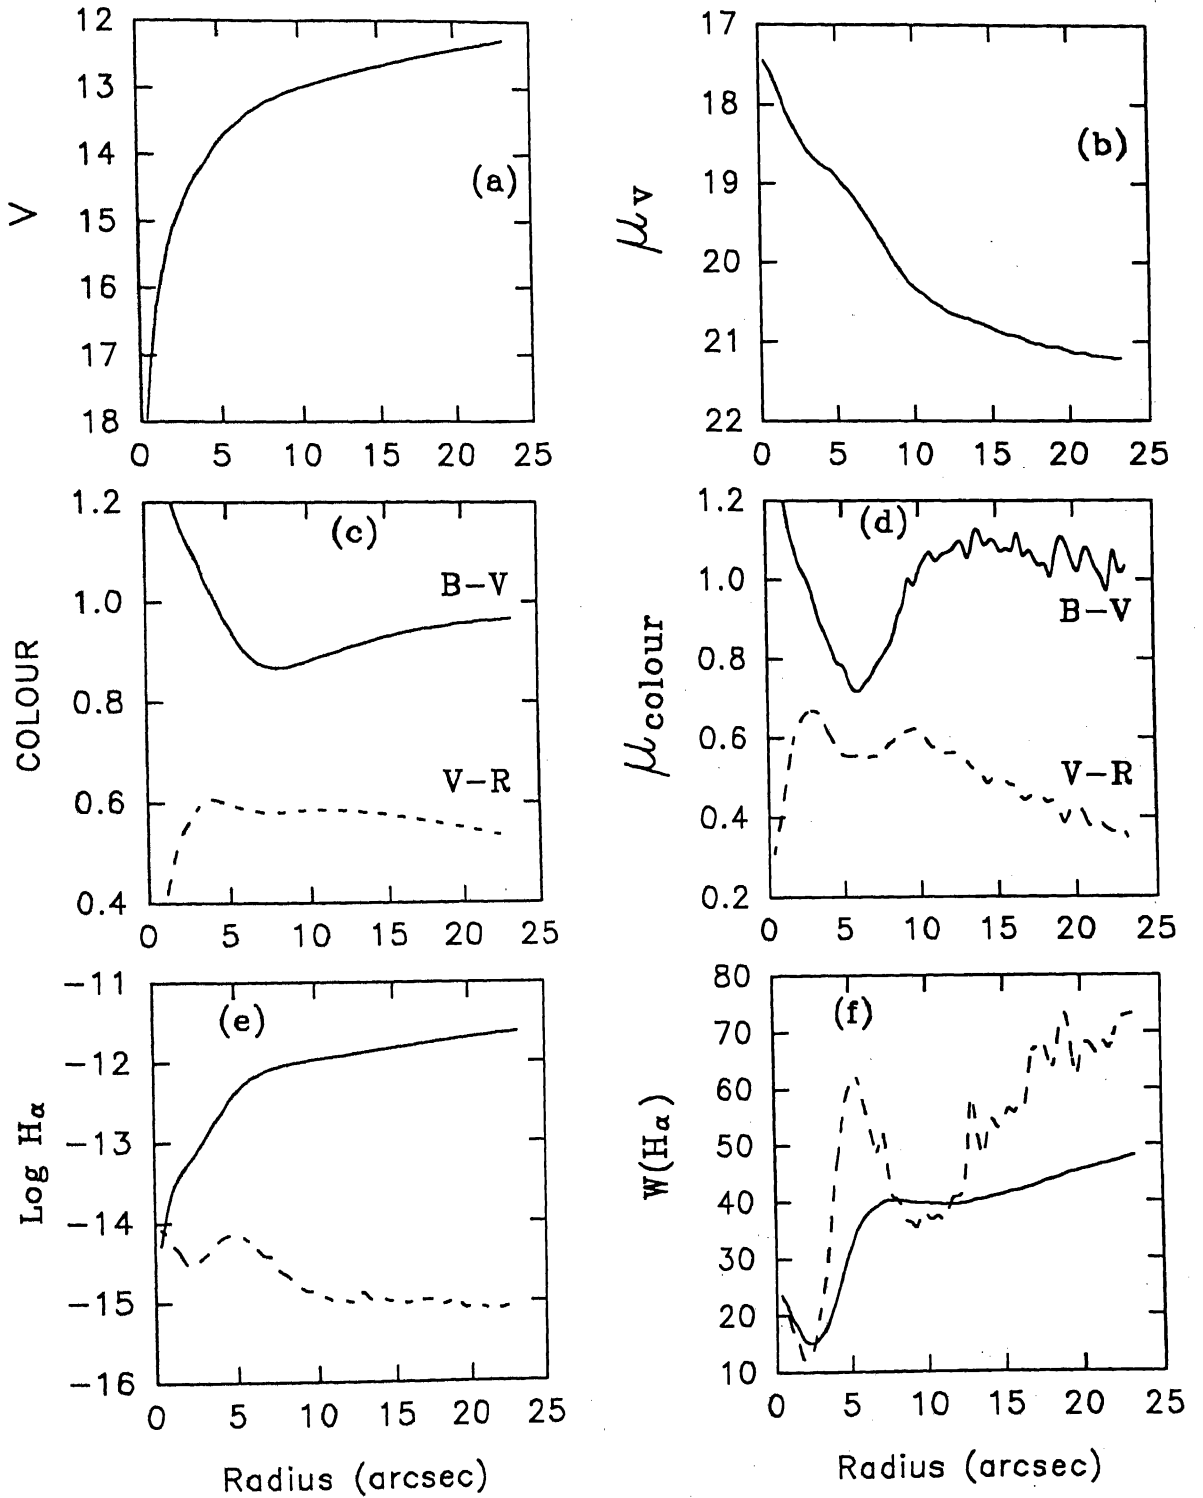 12
13
14
15
16
17
18
V
(a)
0 5 10 15 20 25
17
18
19
20
21
22
μ V
(b)
0 5 10 15 20 25
1.2
1.0
0.8
0.6
0.4
COLOUR
(c)
B-V
V-R
0 5 10 15 20 25
1.2
1.0
0.8
0.6
0.4
0.2
μ colour
(d)
B-V
V-R
0 5 10 15 20 25
-11
-12
-13
-14
-15
-16
Log Hα
(e)
0 5 10 15 20 25
Radius (arcsec)
80
70
60
50
40
30
20
10
W(Hα)
(f)
0 5 10 15 20 25
Radius (arcsec)